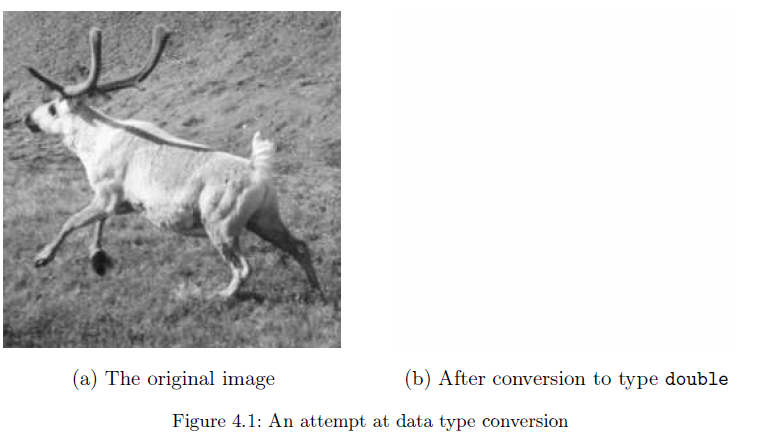 (a) The original image
(b) After conversion to type double
Figure 4.1: An attempt at data type conversion